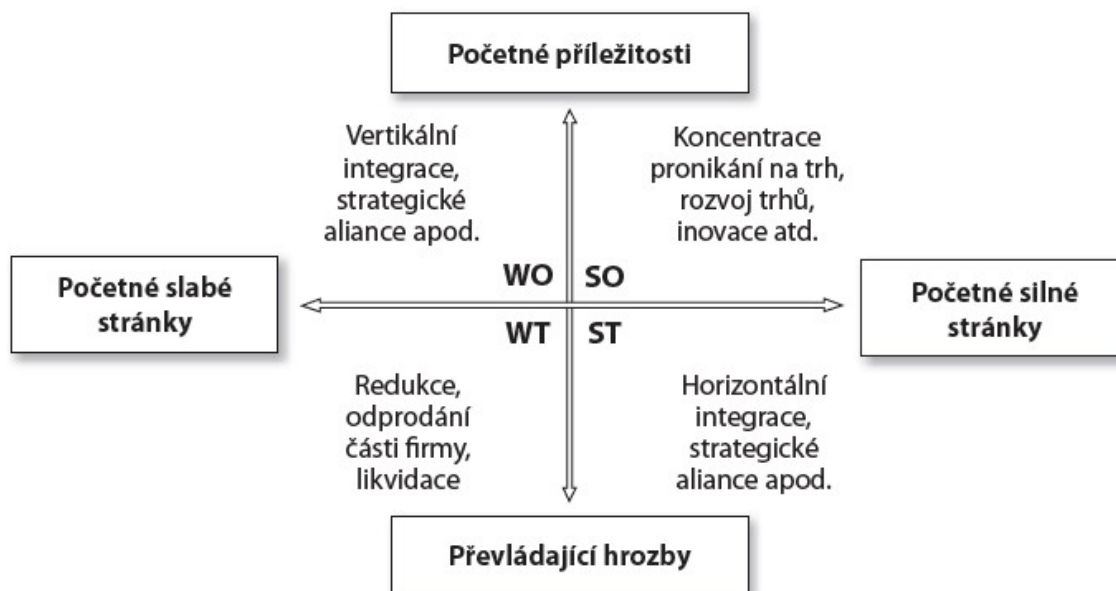 Početné příležitosti
Vertikální
integrace,
strategické
aliance apod.
Koncentrace
pronikání na trh,
rozvoj trhů,
inovace atd.
Početné slabé
stránky
WO
SO
WT
ST
Početné silné
stránky
Redukce,
odprodání
části firmy,
likvidace
Horizontální
integrace,
strategické
aliance apod.
Převládající hrozby